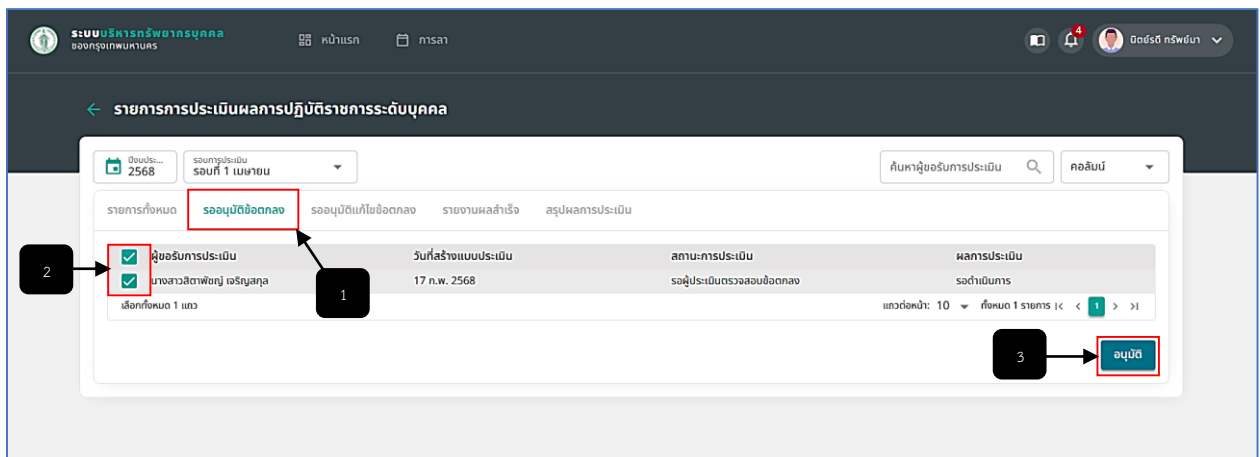 ระบบบริหารทรัพยากรบุคคล
ของกรุงเทพมหานคร
หน้าแรก
การลา
4
นิตย์รดี ทรัพย์มา
รายการการประเมินผลการปฏิบัติราชการระดับบุคคล
ปีงบประ...
2568
รอบการประเมิน
รอบที่ 1 เมษายน
ค้นหาผู้ขอรับการประเมิน
คอลัมน์
รายการทั้งหมด รออนุมัติข้อตกลง รออนุมัติแก้ไขข้อตกลง รายงานผลสำเร็จ สรุปผลการประเมิน
2
ผู้ขอรับการประเมิน วันที่สร้างแบบประเมิน สถานะการประเมิน ผลการประเมิน
นางสาวสิตาพัชญ์ เจริญสกุล 17 ก.พ. 2568 รอผู้ประเมินตรวจสอบข้อตกลง รอดำเนินการ
1
เลือกทั้งหมด 1 แถว แถวต่อหน้า: 10 ทั้งหมด 1 รายการ 1
3
อนุมัติ